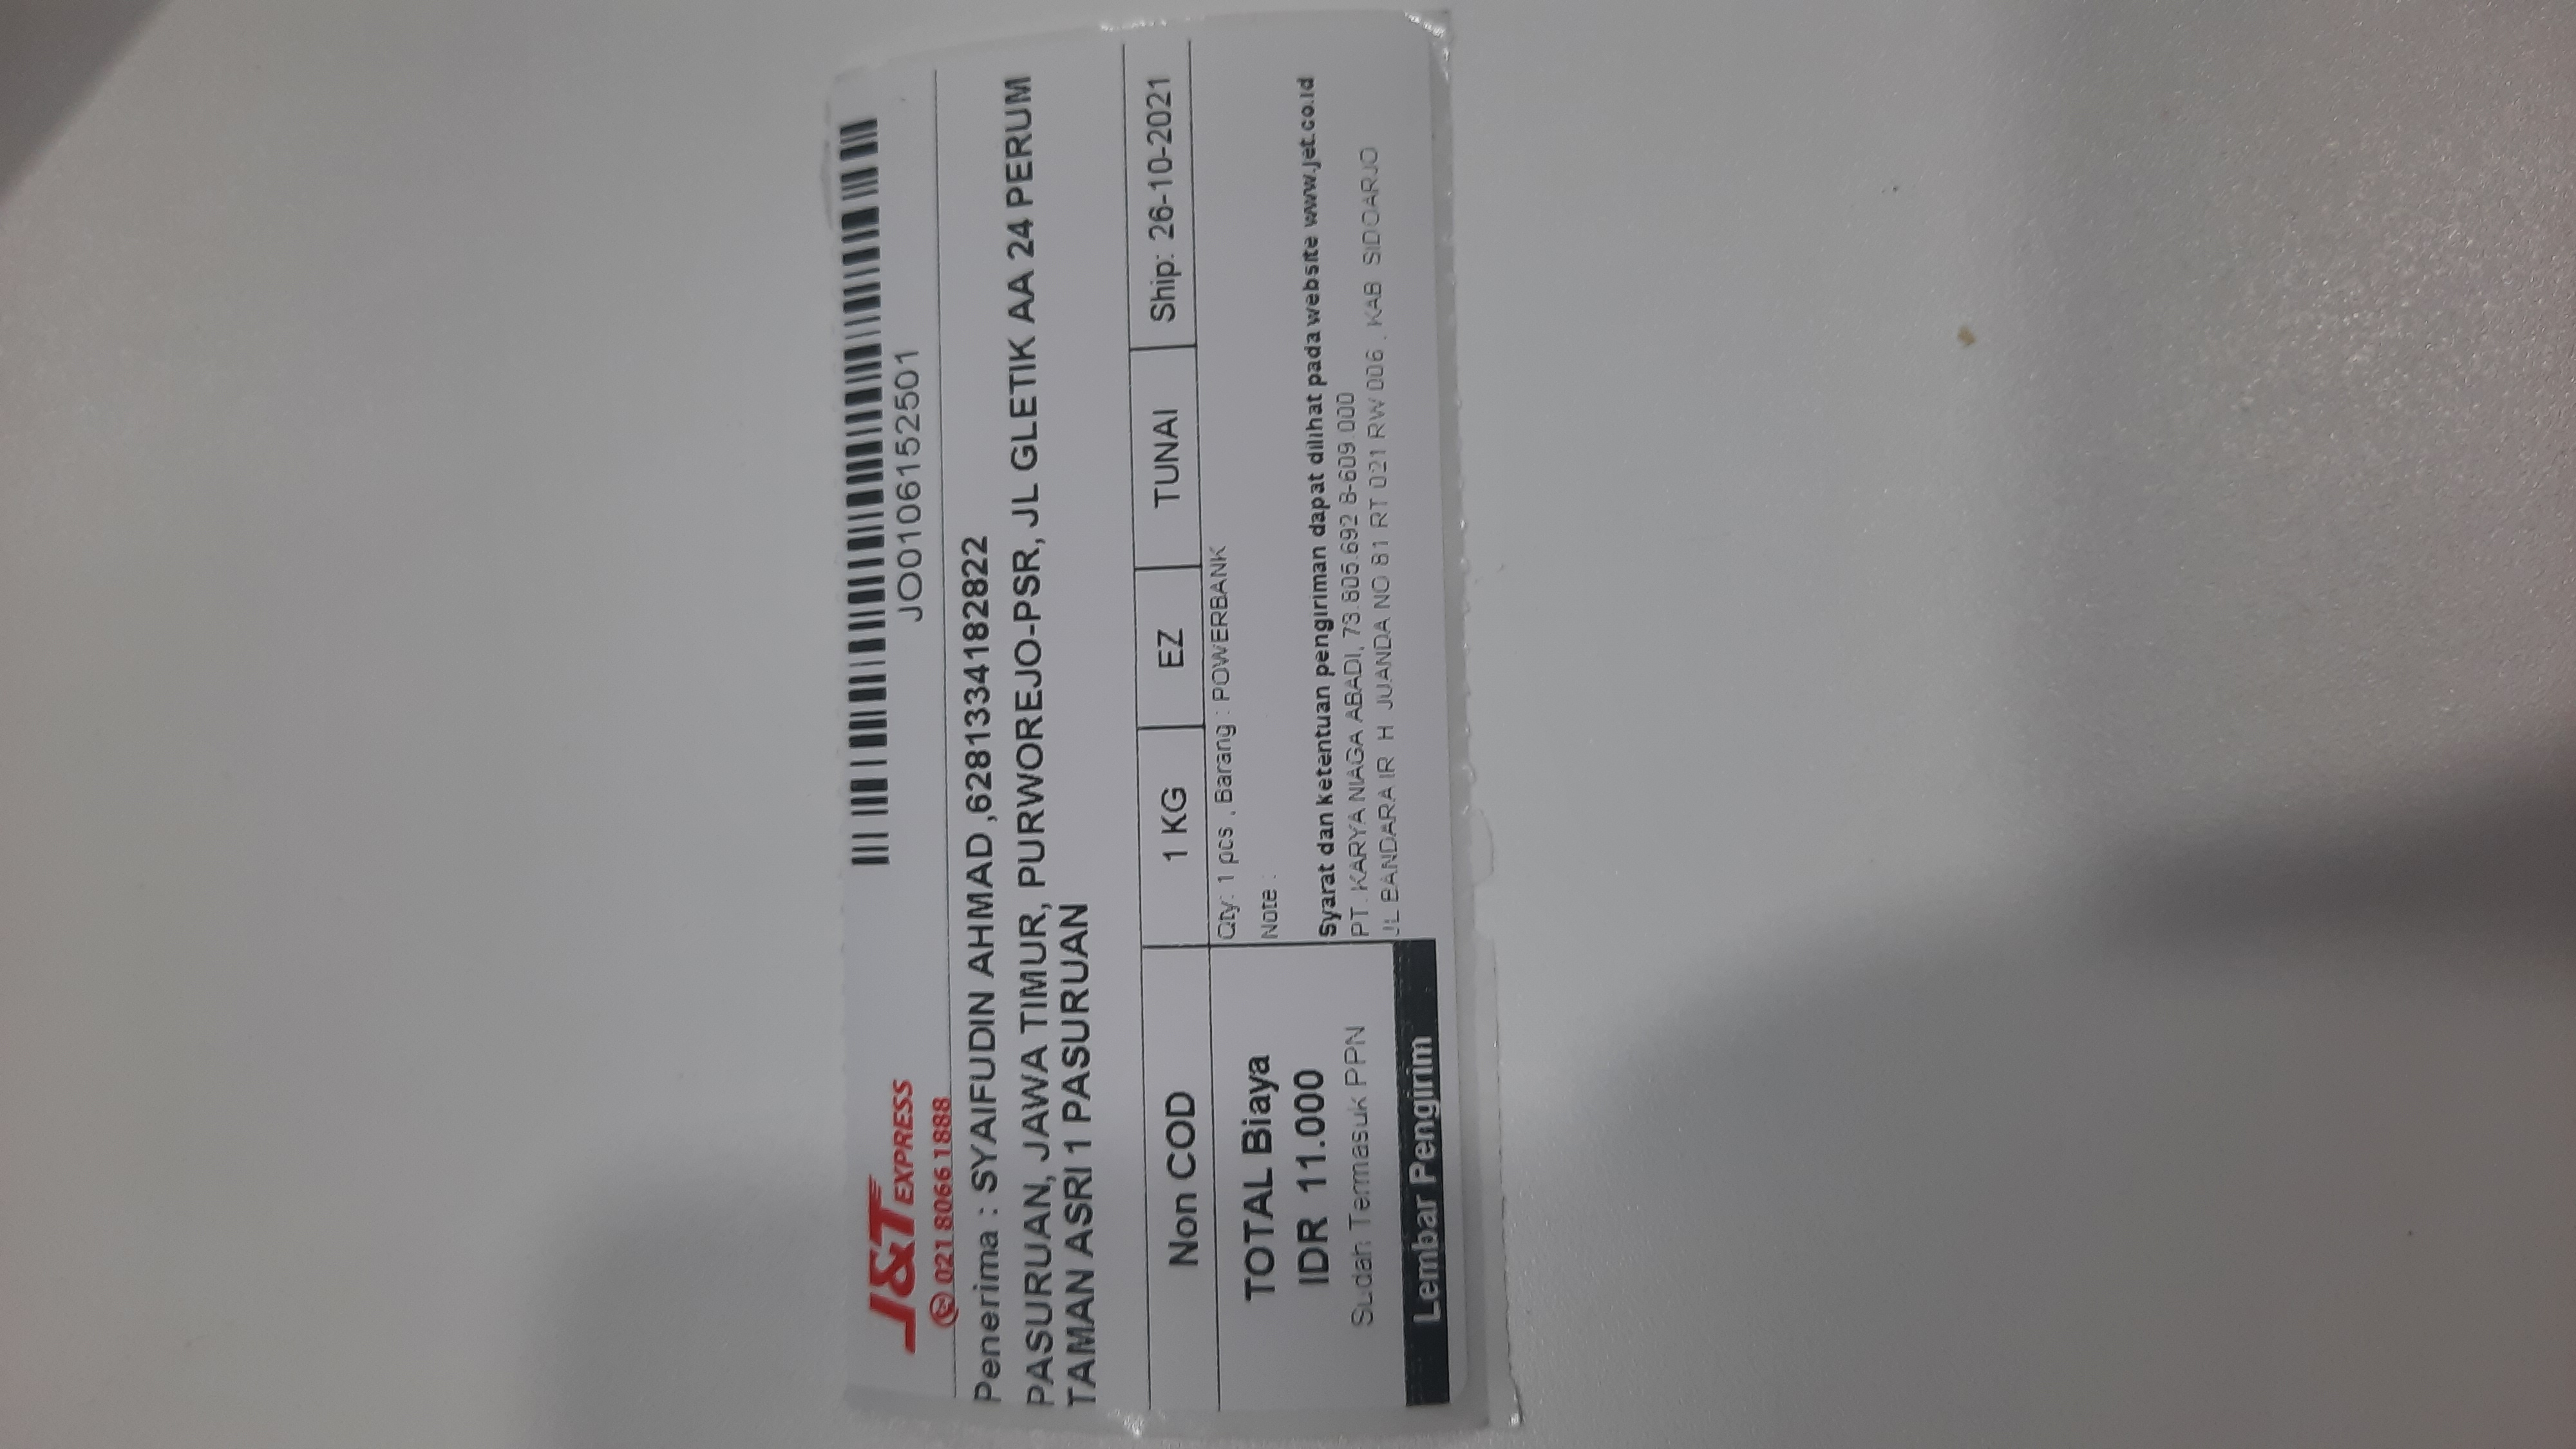 J&T EXPRESS
021 8066 1888
JO0106152501
Penerima : SYAIFUDIN AHMAD ,6281334182822
PASURUAN, JAWA TIMUR, PURWOREJO-PSR, JL GLETIK AA 24 PERUM
TAMAN ASRI 1 PASURUAN
Non COD
1 KG
EZ
TUNAI
Ship: 26-10-2021
TOTAL Biaya
IDR 11.000
Sudah Termasuk PPN
Lembar Pengirim
Qty: 1 pcs , Barang : POWERBANK
Note :
Syarat dan ketentuan pengiriman dapat dilihat pada website www.jet.co.id
PT. KARYA NIAGA ABADI, 73.805.692.8-609.000
JL BANDARA IR H JUANDA NO 81 RT 021 RW 006 , KAB SIDOARJO